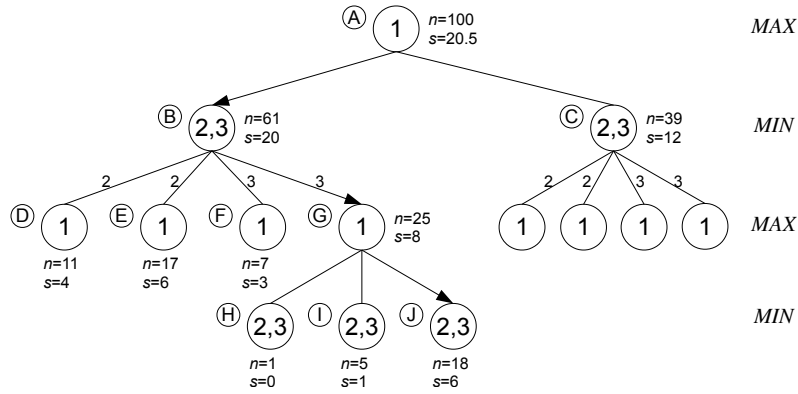 A 1 n=100 MAX
s=20.5
B 2,3 n=61 C 2,3 n=39 MIN
s=20 s=12
2 2 3 3 2 2 3 3
D 1 E 1 F 1 G 1 n=25 1 1 1 1 MAX
s=8
n=11 n=17 n=7
s=4 s=6 s=3
H 2,3 I 2,3 J 2,3 MIN
n=1 n=5 n=18
s=0 s=1 s=6